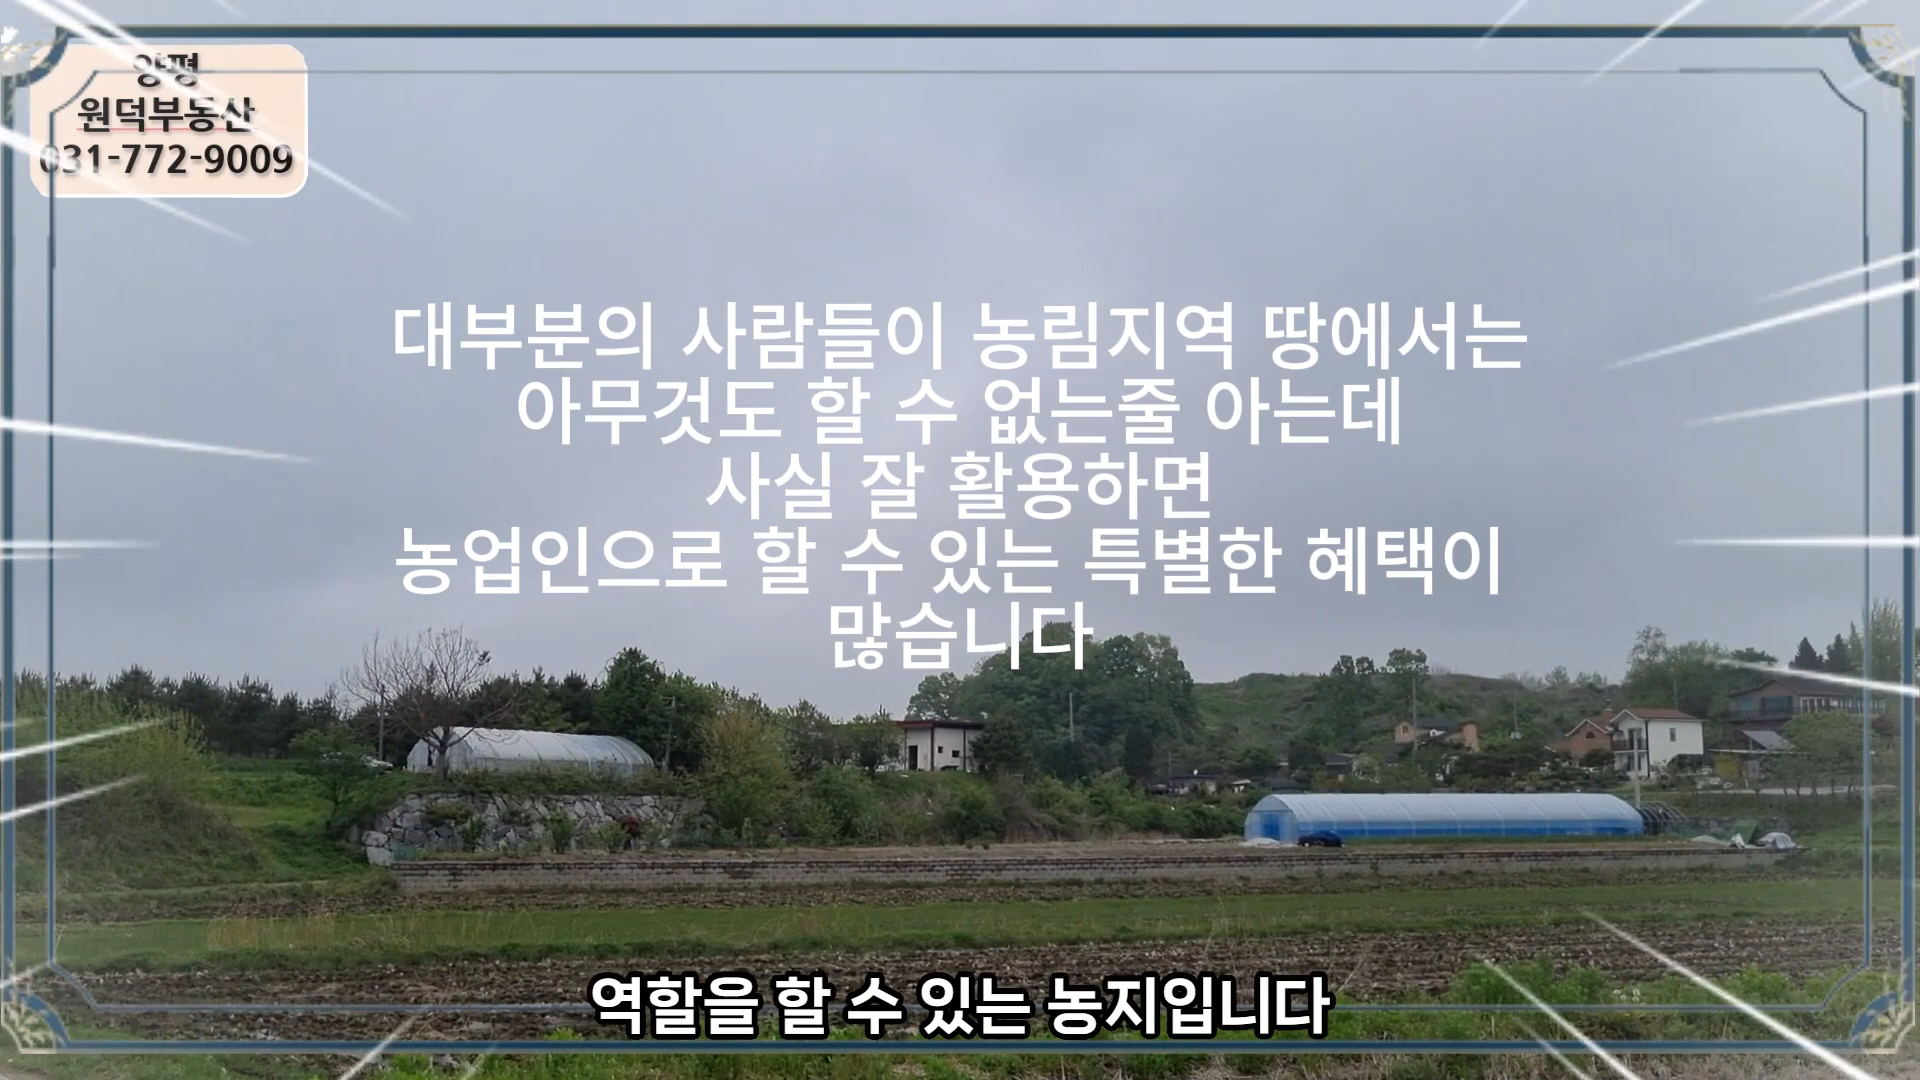 양평
원덕부동산
031-772-9009
대부분의 사람들이 농림지역 땅에서는
아무것도 할 수 없는줄 아는데
사실 잘 활용하면
농업인으로 할 수 있는 특별한 혜택이
많습니다
역할을 할 수 있는 농지입니다